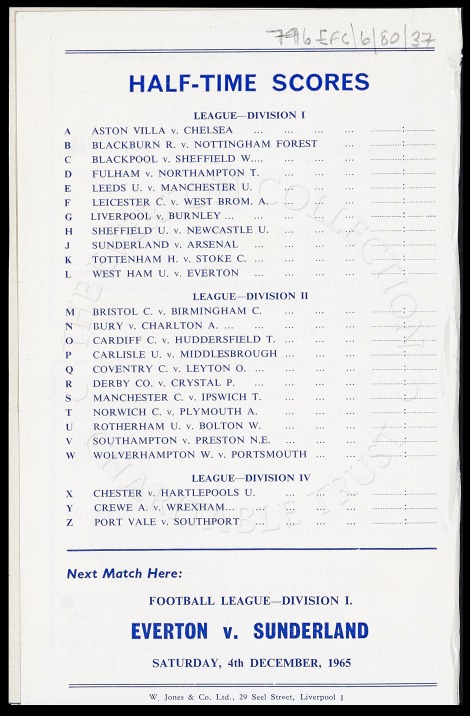 796 EFC/6/80/37
HALF-TIME SCORES
LEAGUE—DIVISION I
A ASTON VILLA v. CHELSEA ... ... ... ... ............:............
B BLACKBURN R. v. NOTTINGHAM FOREST ... ............:............
C BLACKPOOL v. SHEFFIELD W.... ... ... ... ............:............
D FULHAM v. NORTHAMPTON T. ... ... ... ............:............
E LEEDS U. v. MANCHESTER U. ... ... ... ............:............
F LEICESTER C. v. WEST BROM. A. ... ... ... ............:............
G LIVERPOOL v. BURNLEY ... ... ... ... ... ............:............
H SHEFFIELD U. v. NEWCASTLE U. ... ... ... ............:............
J SUNDERLAND v. ARSENAL ... ... ... ... ............:............
K TOTTENHAM H. v. STOKE C. ... ... ... ... ............:............
L WEST HAM U. v. EVERTON ... ... ... ... ............:............
LEAGUE—DIVISION II
M BRISTOL C. v. BIRMINGHAM C. ... ... ... ............:............
N BURY v. CHARLTON A. ... ... ... ... ... ............:............
O CARDIFF C. v. HUDDERSFIELD T. ... ... ... ............:............
P CARLISLE U. v. MIDDLESBROUGH ... ... ... ............:............
Q COVENTRY C. v. LEYTON O. ... ... ... ... ............:............
R DERBY CO. v. CRYSTAL P. ... ... ... ... ............:............
S MANCHESTER C. v. IPSWICH T. ... ... ... ............:............
T NORWICH C. v. PLYMOUTH A. ... ... ... ............:............
U ROTHERHAM U. v. BOLTON W. ... ... ... ............:............
V SOUTHAMPTON v. PRESTON N.E. ... ... ... ............:............
W WOLVERHAMPTON W. v. PORTSMOUTH ... ... ............:............
LEAGUE—DIVISION IV
X CHESTER v. HARTLEPOOLS U. ... ... ... ............:............
Y CREWE A. v. WREXHAM... ... ... ... ... ............:............
Z PORT VALE v. SOUTHPORT ... ... ... ... ............:............
Next Match Here:
FOOTBALL LEAGUE—DIVISION I.
EVERTON v. SUNDERLAND
SATURDAY, 4th DECEMBER, 1965
W. Jones & Co. Ltd., 29 Seel Street, Liverpool 1